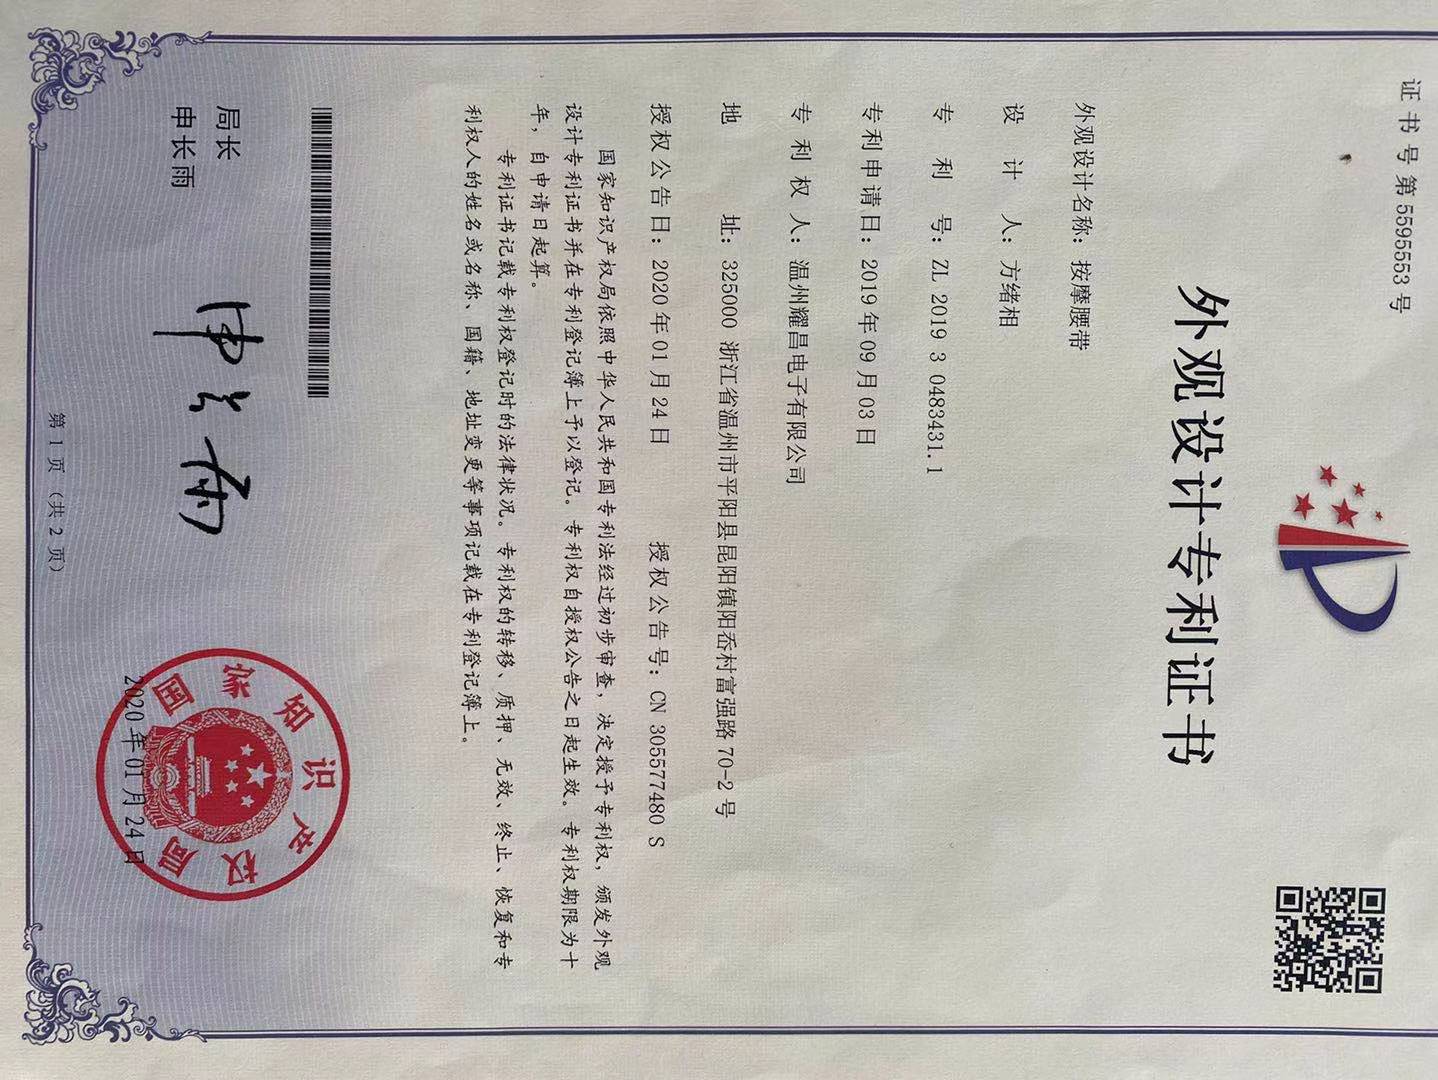 证书号第5595553号
外观设计专利证书
外观设计名称：按摩腰带
设计人：方绪相
专利号：ZL 2019 3 0483431.1
专利申请日：2019年09月03日
专利权人：温州耀昌电子有限公司
地址：325000 浙江省温州市平阳县昆阳镇阳岙村富强路70-2号
授权公告日：2020年01月24日 授权公告号：CN 305577480 S
国家知识产权局依照中华人民共和国专利法经过初步审查，决定授予专利权，颁发外观
设计专利证书并在专利登记簿上予以登记。专利权自授权公告之日起生效。专利权期限为十
年，自申请日起算。
专利证书记载专利权登记时的法律状况。专利权的转移、质押、无效、终止、恢复和专
利权人的姓名或名称、国籍、地址变更等事项记载在专利登记簿上。
局长
申长雨
申长雨
国家知识产权局
2020年01月24日
第1页（共2页）